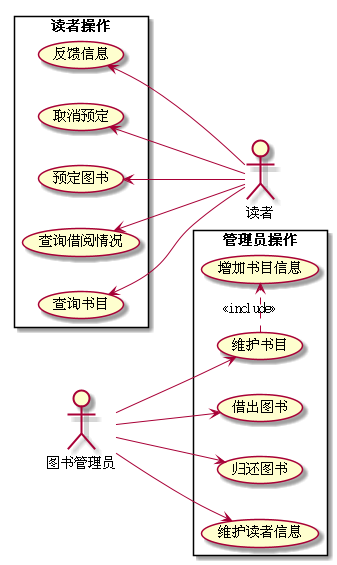 读者操作
反馈信息
取消预定
预定图书
查询借阅情况
查询书目
读者
管理员操作
增加书目信息
«include»
维护书目
借出图书
归还图书
维护读者信息
图书管理员